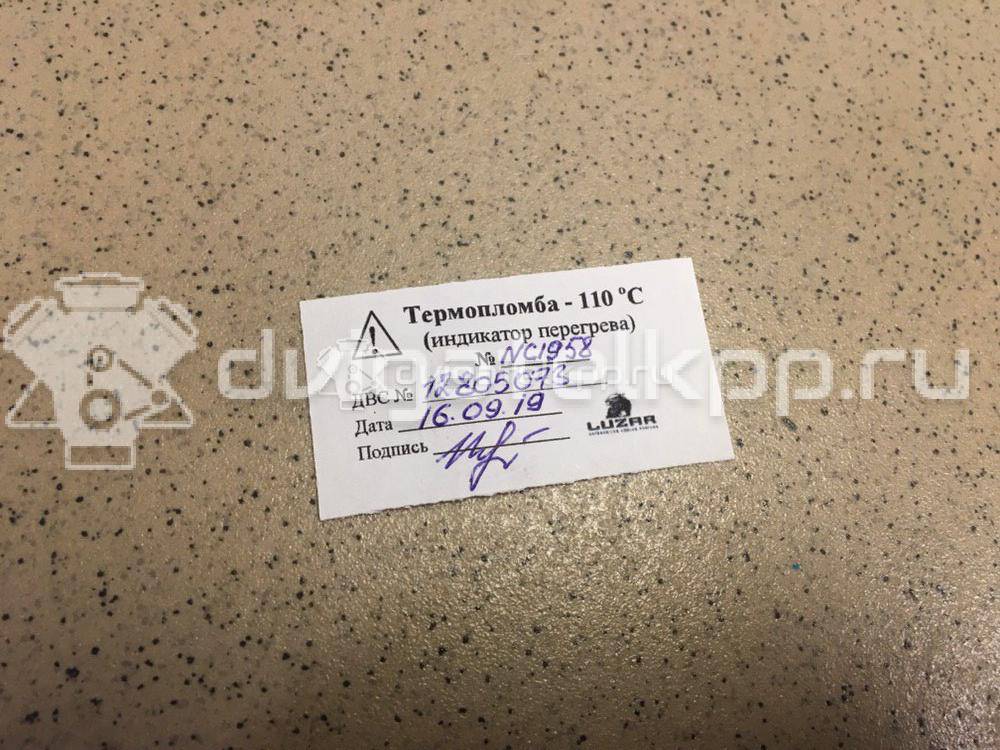 Термопломба - 110 °C
(индикатор перегрева)
№ NC1958
ДВС № 12805073
Дата 16.09.19
Подпись
LUZAR
dvigatelkpp.ru